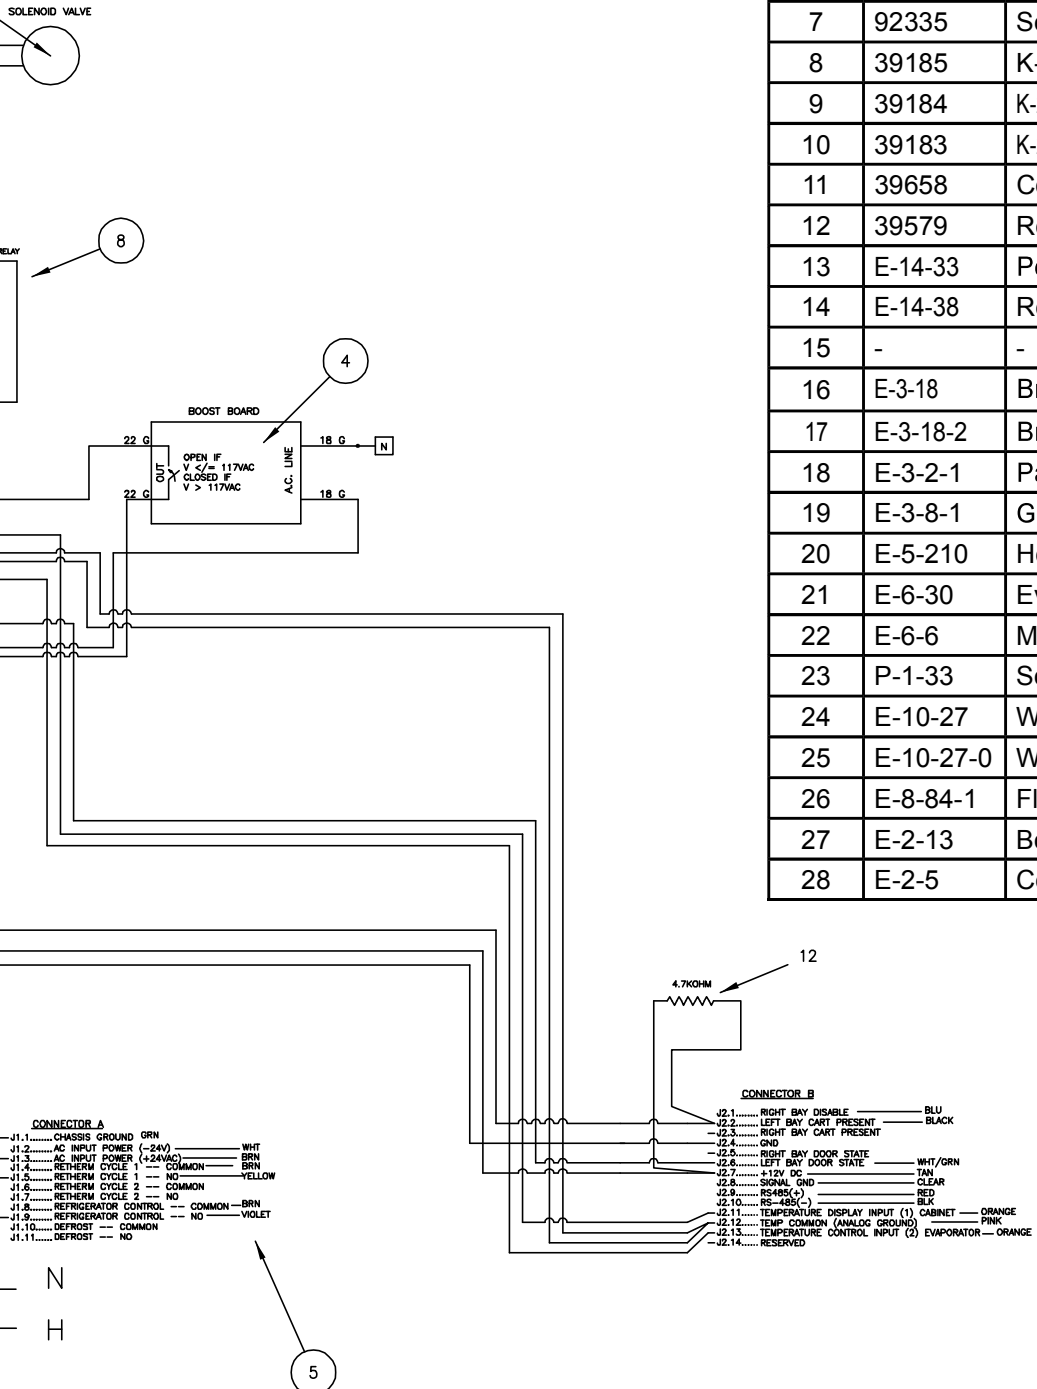 SOLENOID VALVE
7 92335 S
8 39185 K-
9 39184 K-
10 39183 K-
11 39658 C
12 39579 R
13 E-14-33 P
14 E-14-38 R
15 - -
16 E-3-18 B
17 E-3-18-2 B
18 E-3-2-1 P
19 E-3-8-1 G
20 E-5-210 H
21 E-6-30 E
22 E-6-6 M
23 P-1-33 S
24 E-10-27 W
25 E-10-27-0 W
26 E-8-84-1 Fl
27 E-2-13 B
28 E-2-5 C
8
ELAY
4
BOOST BOARD
22 G
22 G
OUT
OPEN IF
V </= 117VAC
CLOSED IF
V > 117VAC
A.C. LINE
18 G
18 G
N
12
4.7KOHM
CONNECTOR A
J1.1....... CHASSIS GROUND GRN
J1.2....... AC INPUT POWER (-24V) WHT
J1.3....... AC INPUT POWER (+24VAC) BRN
J1.4....... RETHERM CYCLE 1 -- COMMON BRN
J1.5....... RETHERM CYCLE 1 -- NO YELLOW
J1.6....... RETHERM CYCLE 2 -- COMMON
J1.7....... RETHERM CYCLE 2 -- NO
J1.8....... REFRIGERATOR CONTROL -- COMMON BRN
J1.9....... REFRIGERATOR CONTROL -- NO VIOLET
J1.10..... DEFROST -- COMMON
J1.11..... DEFROST -- NO
N
H
5
CONNECTOR B
J2.1....... RIGHT BAY DISABLE BLU
J2.2....... LEFT BAY CART PRESENT BLACK
J2.3....... RIGHT BAY CART PRESENT
J2.4....... GND
J2.5....... RIGHT BAY DOOR STATE
J2.6....... LEFT BAY DOOR STATE WHT/GRN
J2.7....... +12V DC TAN
J2.8....... SIGNAL GND CLEAR
J2.9....... RS485(+) RED
J2.10..... RS-485(-) BLK
J2.11..... TEMPERATURE DISPLAY INPUT (1) CABINET ORANGE
J2.12..... TEMP COMMON (ANALOG GROUND) PINK
J2.13..... TEMPERATURE CONTROL INPUT (2) EVAPORATOR ORANGE
J2.14..... RESERVED